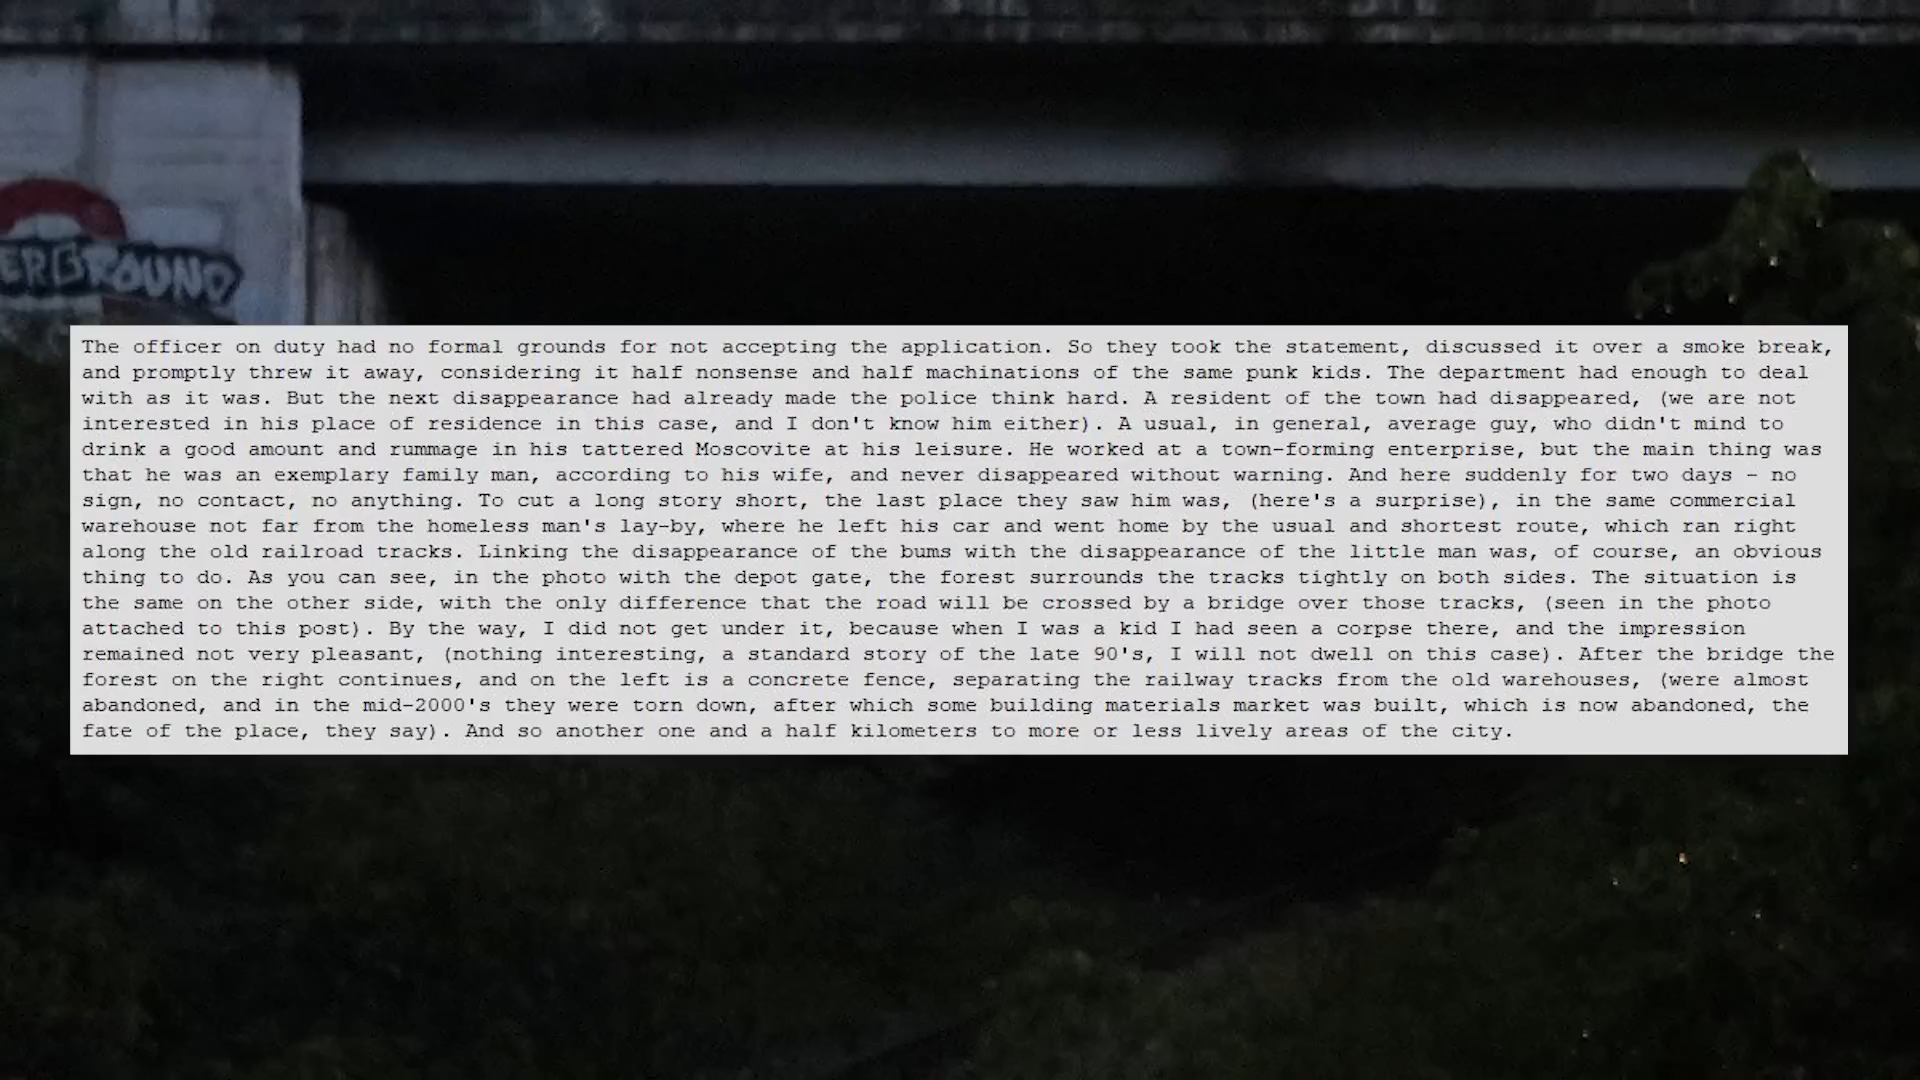 ERGROUND
The officer on duty had no formal grounds for not accepting the application. So they took the statement, discussed it over a smoke break,
and promptly threw it away, considering it half nonsense and half machinations of the same punk kids. The department had enough to deal
with as it was. But the next disappearance had already made the police think hard. A resident of the town had disappeared, (we are not
interested in his place of residence in this case, and I don't know him either). A usual, in general, average guy, who didn't mind to
drink a good amount and rummage in his tattered Moscovite at his leisure. He worked at a town-forming enterprise, but the main thing was
that he was an exemplary family man, according to his wife, and never disappeared without warning. And here suddenly for two days - no
sign, no contact, no anything. To cut a long story short, the last place they saw him was, (here's a surprise), in the same commercial
warehouse not far from the homeless man's lay-by, where he left his car and went home by the usual and shortest route, which ran right
along the old railroad tracks. Linking the disappearance of the bums with the disappearance of the little man was, of course, an obvious
thing to do. As you can see, in the photo with the depot gate, the forest surrounds the tracks tightly on both sides. The situation is
the same on the other side, with the only difference that the road will be crossed by a bridge over those tracks, (seen in the photo
attached to this post). By the way, I did not get under it, because when I was a kid I had seen a corpse there, and the impression
remained not very pleasant, (nothing interesting, a standard story of the late 90's, I will not dwell on this case). After the bridge the
forest on the right continues, and on the left is a concrete fence, separating the railway tracks from the old warehouses, (were almost
abandoned, and in the mid-2000's they were torn down, after which some building materials market was built, which is now abandoned, the
fate of the place, they say). And so another one and a half kilometers to more or less lively areas of the city.